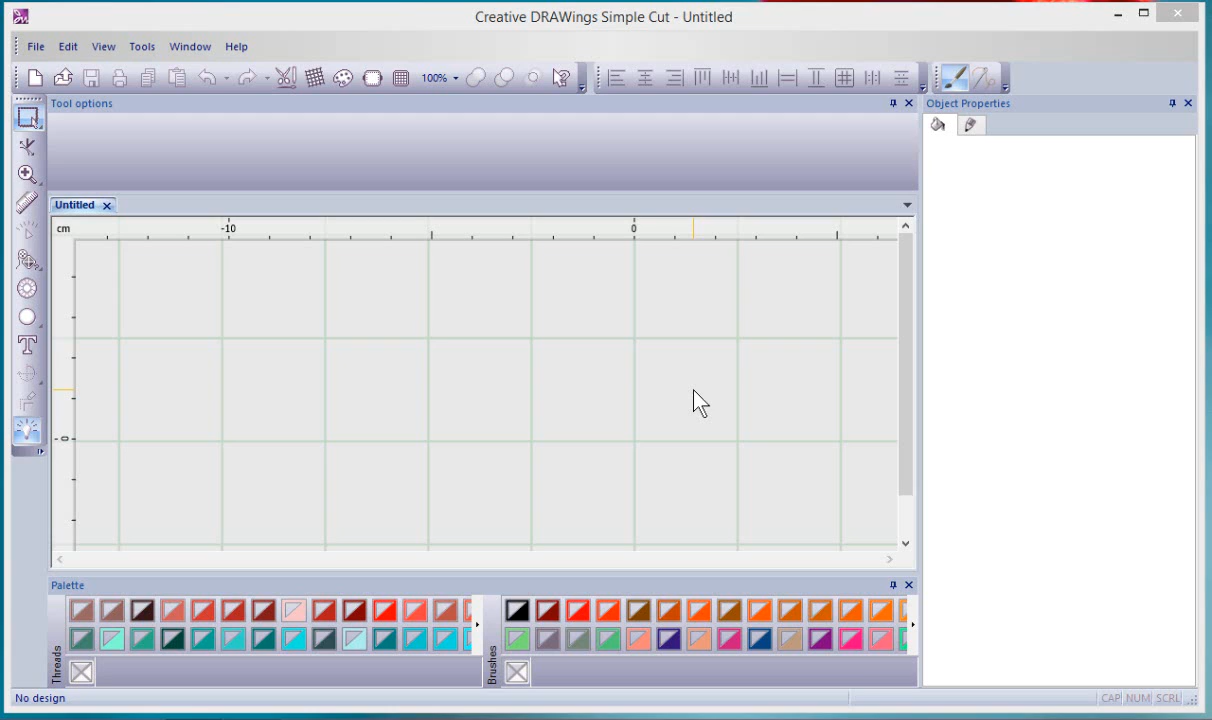 Creative DRAWings Simple Cut - Untitled
File Edit View Tools Window Help
100%
Tool options
Object Properties
Untitled
cm -10 0
0
Palette
Threads
Brushes
No design
CAP NUM SCRL